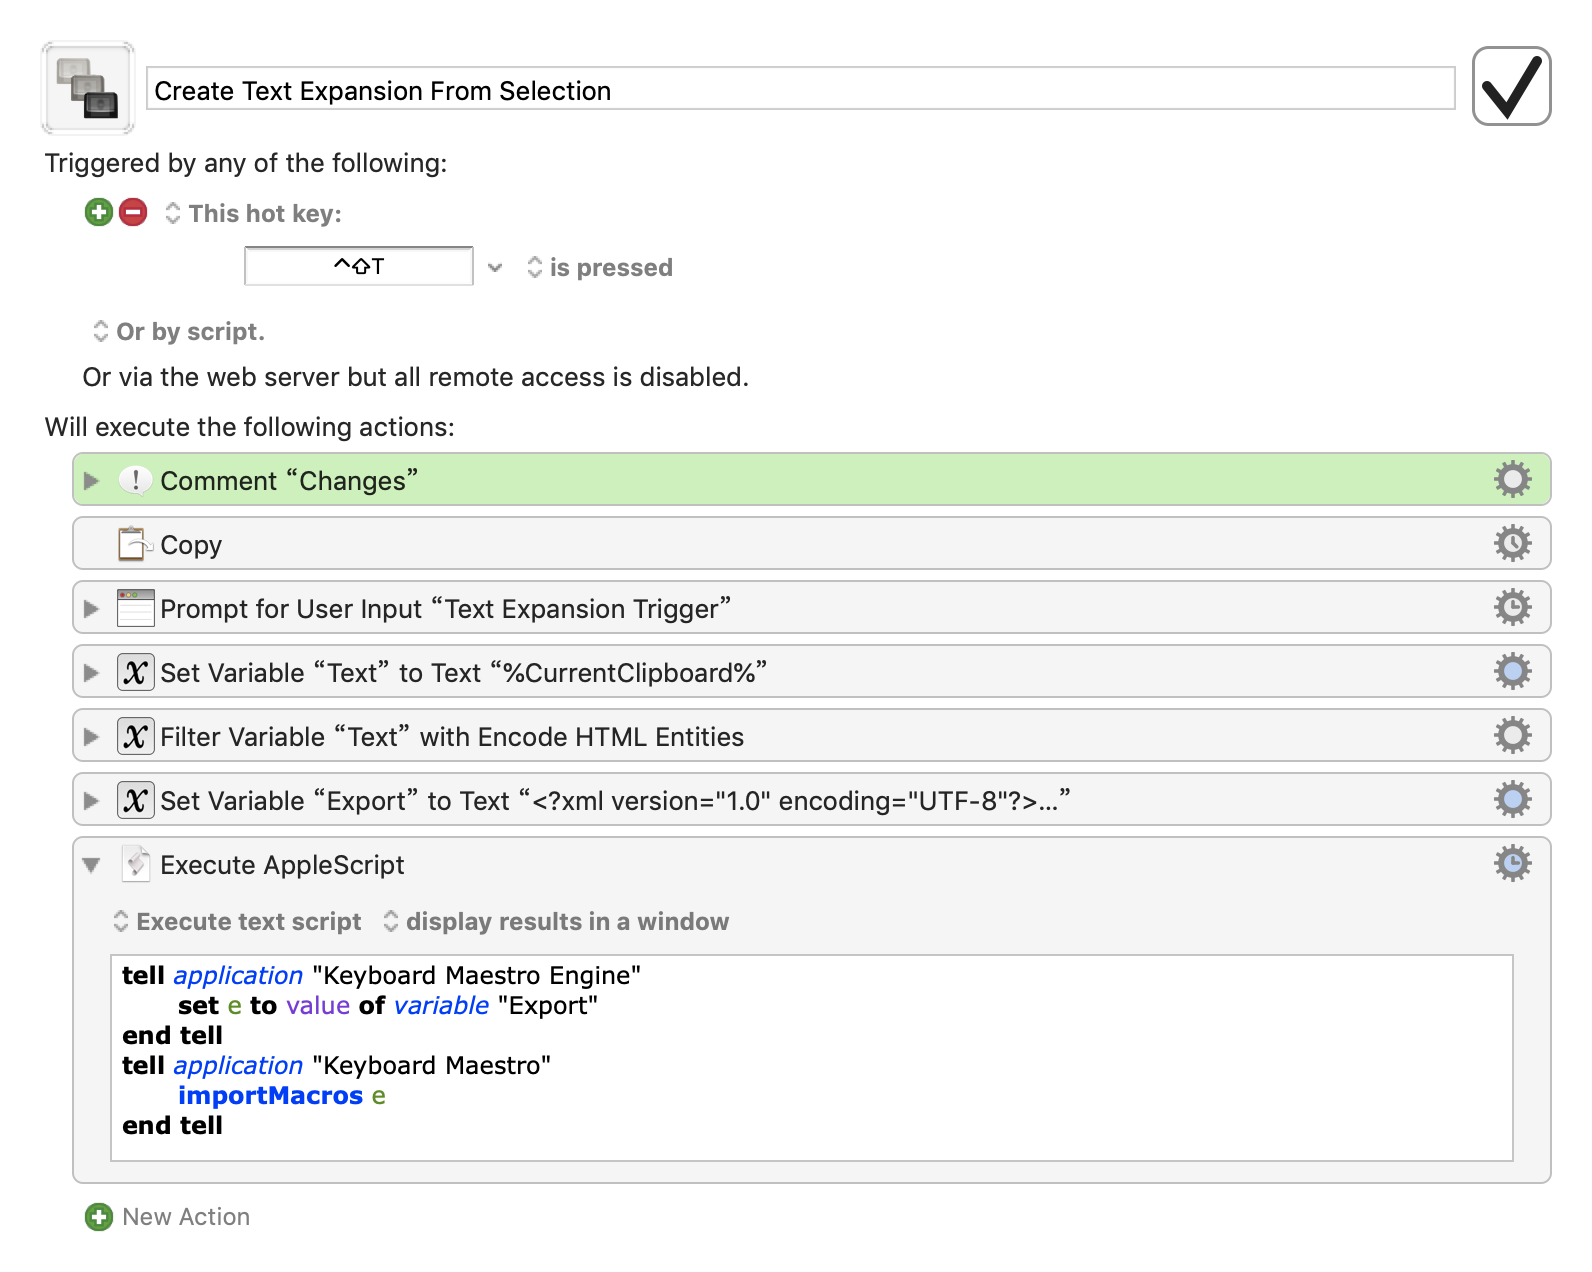 Create Text Expansion From Selection
Triggered by any of the following:
This hot key:
^⇧T is pressed
Or by script.
Or via the web server but all remote access is disabled.
Will execute the following actions:
Comment “Changes”
Copy
Prompt for User Input “Text Expansion Trigger”
Set Variable “Text” to Text “%CurrentClipboard%”
Filter Variable “Text” with Encode HTML Entities
Set Variable “Export” to Text “<?xml version="1.0" encoding="UTF-8"?>…”
Execute AppleScript
Execute text script display results in a window
tell application "Keyboard Maestro Engine"
set e to value of variable "Export"
end tell
tell application "Keyboard Maestro"
importMacros e
end tell
New Action